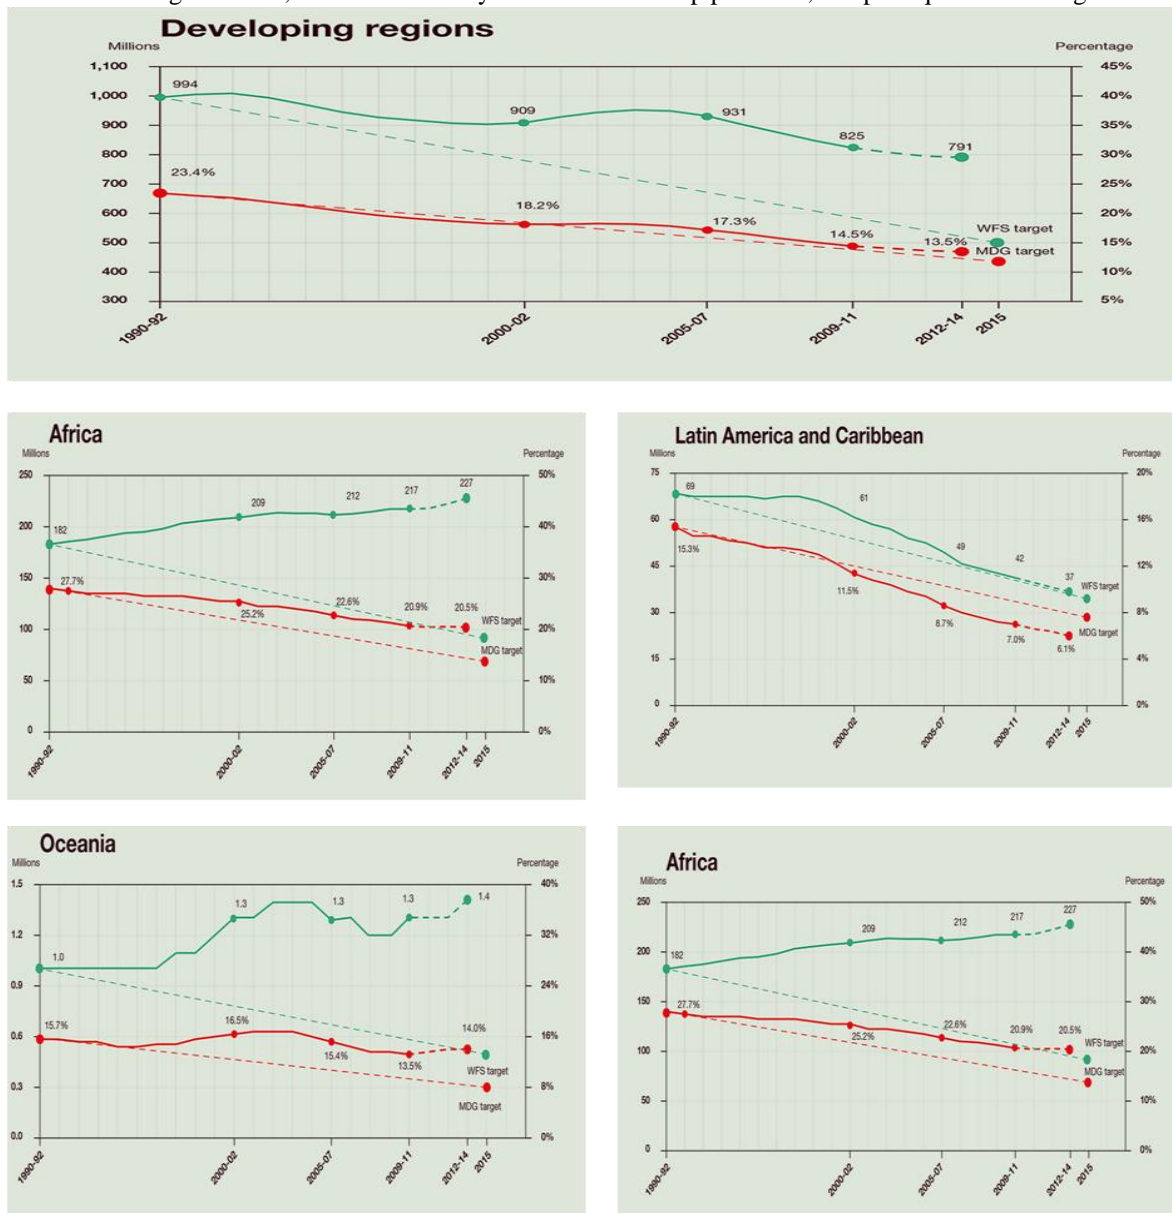 Developing regions
Millions Percentage
1,100 45%
994
1,000 40%
909 931
900 35%
825
800 791 30%
23.4%
700 25%
18.2%
600 17.3% 20%
WFS target
500 14.5% 13.5% 15%
MDG target
400 10%
300 5%
1990-92 2000-02 2005-07 2009-11 2012-14 2015
Africa
Millions Percentage
250 50%
182 209 212 217 227
200 40%
150 30%
27.7% 25.2% 22.6% 20.9% 20.5%
WFS target
100 20%
MDG target
50 10%
0 0%
1990-92 2000-02 2005-07 2009-11 2012-14 2015
Latin America and Caribbean
Millions Percentage
75 20%
69 61 49 42 37
60 16%
15.3% 11.5% 8.7% 7.0% 6.1%
45 12%
WFS target
30 8%
MDG target
15 4%
0 0%
1990-92 2000-02 2005-07 2009-11 2012-14 2015
Oceania
Millions Percentage
1.5 40%
1.0 1.3 1.3 1.3 1.4
1.2 32%
0.9 24%
15.7% 16.5% 15.4% 13.5% 14.0%
0.6 16%
WFS target
0.3 8%
MDG target
0.0 0%
1990-92 2000-02 2005-07 2009-11 2012-14 2015
Africa
Millions Percentage
250 50%
182 209 212 217 227
200 40%
150 30%
27.7% 25.2% 22.6% 20.9% 20.5%
WFS target
100 20%
MDG target
50 10%
0 0%
1990-92 2000-02 2005-07 2009-11 2012-14 2015